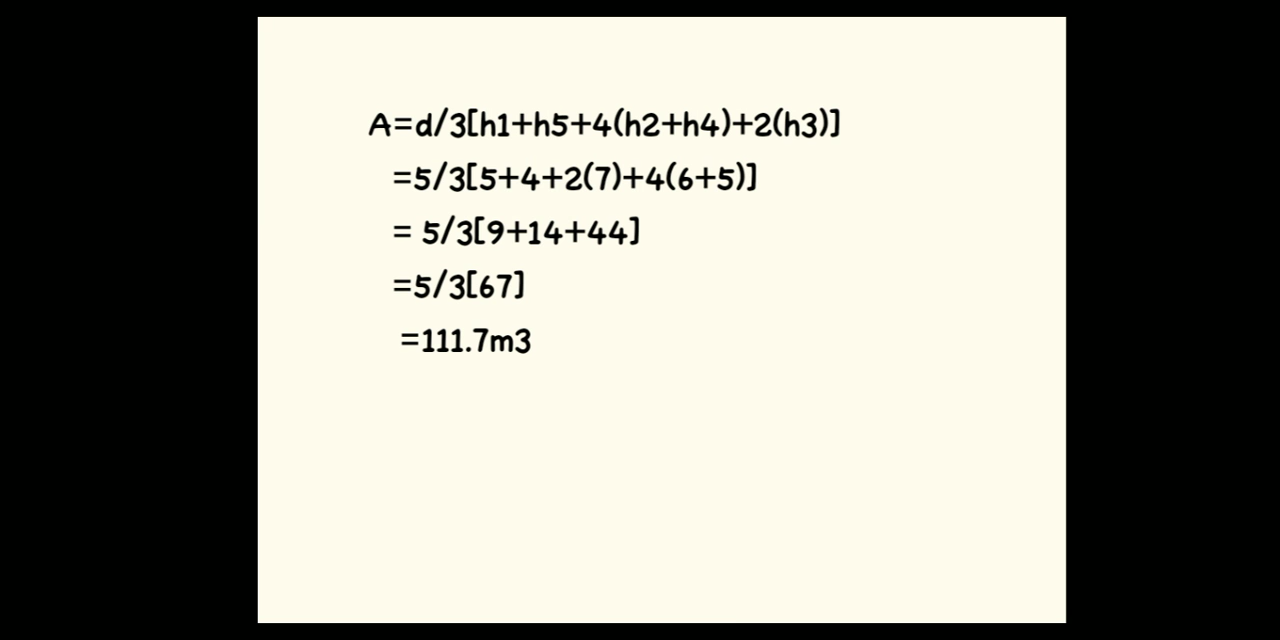 A=d/3[h1+h5+4(h2+h4)+2(h3)]
=5/3[5+4+2(7)+4(6+5)]
= 5/3[9+14+44]
=5/3[67]
=111.7m3